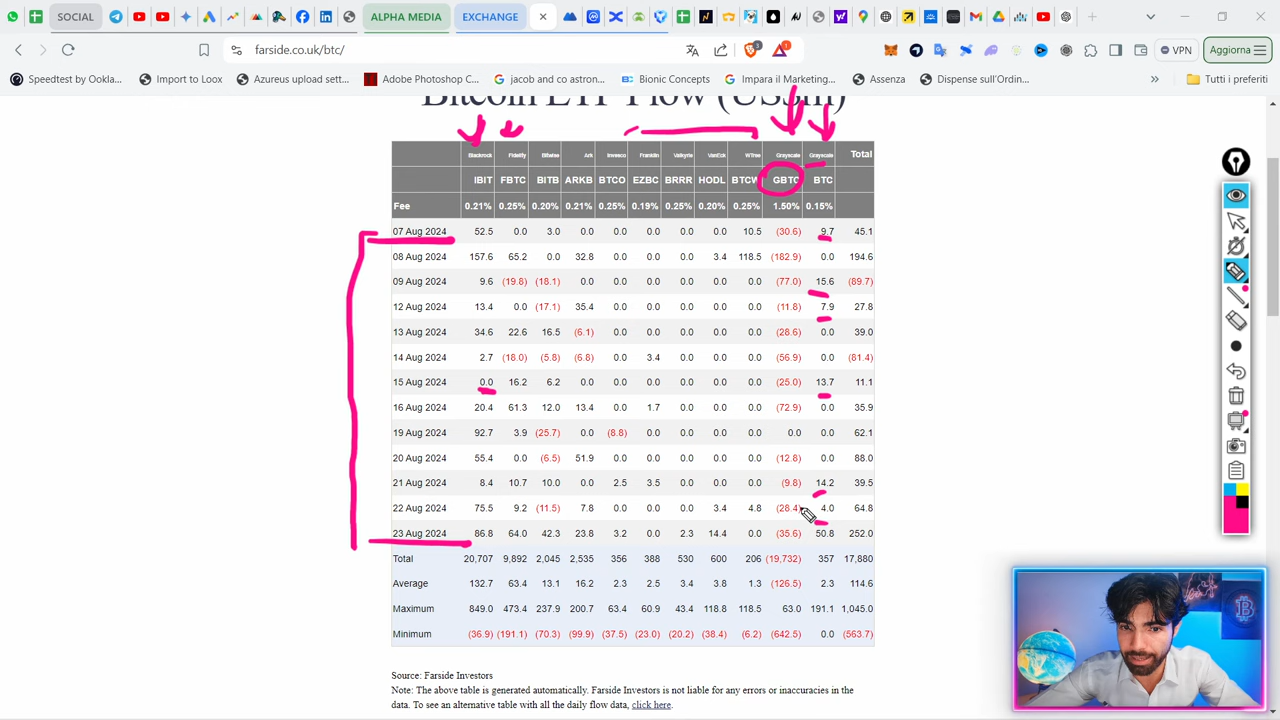 SOCIAL
ALPHA MEDIA
EXCHANGE
farside.co.uk/btc/
VPN
Aggiorna
Speedtest by Ookla...
Import to Loox
Azureus upload sett...
Adobe Photoshop C...
jacob and co astron...
Bionic Concepts
Impara il Marketing...
Assenza
Dispense sull'Ordin...
Tutti i preferiti
Bitcoin ETF Flow (US$m)
Blackrock Fidelity Bitwise Ark Invesco Franklin Valkyrie VanEck WTree Grayscale Grayscale Total
IBIT FBTC BITB ARKB BTCO EZBC BRRR HODL BTCW GBTC BTC
Fee 0.21% 0.25% 0.20% 0.21% 0.25% 0.19% 0.25% 0.20% 0.25% 1.50% 0.15%
07 Aug 2024 52.5 0.0 3.0 0.0 0.0 0.0 0.0 0.0 10.5 (30.6) 9.7 45.1
08 Aug 2024 157.6 65.2 0.0 32.8 0.0 0.0 0.0 3.4 118.5 (182.9) 0.0 194.6
09 Aug 2024 9.6 (19.8) (18.1) 0.0 0.0 0.0 0.0 0.0 0.0 (77.0) 15.6 (89.7)
12 Aug 2024 13.4 0.0 (17.1) 35.4 0.0 0.0 0.0 0.0 0.0 (11.8) 7.9 27.8
13 Aug 2024 34.6 22.6 16.5 (6.1) 0.0 0.0 0.0 0.0 0.0 (28.6) 0.0 39.0
14 Aug 2024 2.7 (18.0) (5.8) (6.8) 0.0 3.4 0.0 0.0 0.0 (56.9) 0.0 (81.4)
15 Aug 2024 0.0 16.2 6.2 0.0 0.0 0.0 0.0 0.0 0.0 (25.0) 13.7 11.1
16 Aug 2024 20.4 61.3 12.0 13.4 0.0 1.7 0.0 0.0 0.0 (72.9) 0.0 35.9
19 Aug 2024 92.7 3.9 (25.7) 0.0 (8.8) 0.0 0.0 0.0 0.0 0.0 0.0 62.1
20 Aug 2024 55.4 0.0 (6.5) 51.9 0.0 0.0 0.0 0.0 0.0 (12.8) 0.0 88.0
21 Aug 2024 8.4 10.7 10.0 0.0 2.5 3.5 0.0 0.0 0.0 (9.8) 14.2 39.5
22 Aug 2024 75.5 9.2 (11.5) 7.8 0.0 0.0 0.0 3.4 4.8 (28.4) 4.0 64.8
23 Aug 2024 86.8 64.0 42.3 23.8 3.2 0.0 2.3 14.4 0.0 (35.6) 50.8 252.0
Total 20,707 9,892 2,045 2,535 356 388 530 600 206 (19,732) 357 17,880
Average 132.7 63.4 13.1 16.2 2.3 2.5 3.4 3.8 1.3 (126.5) 2.3 114.6
Maximum 849.0 473.4 237.9 200.7 63.4 60.9 43.4 118.8 118.5 63.0 191.1 1,045.0
Minimum (36.9) (191.1) (70.3) (99.9) (37.5) (23.0) (20.2) (38.4) (6.2) (642.5) 0.0 (563.7)
Source: Farside Investors
Note: The above table is generated automatically. Farside Investors is not liable for any errors or inaccuracies in the
data. To see an alternative table with all the daily flow data, click here.